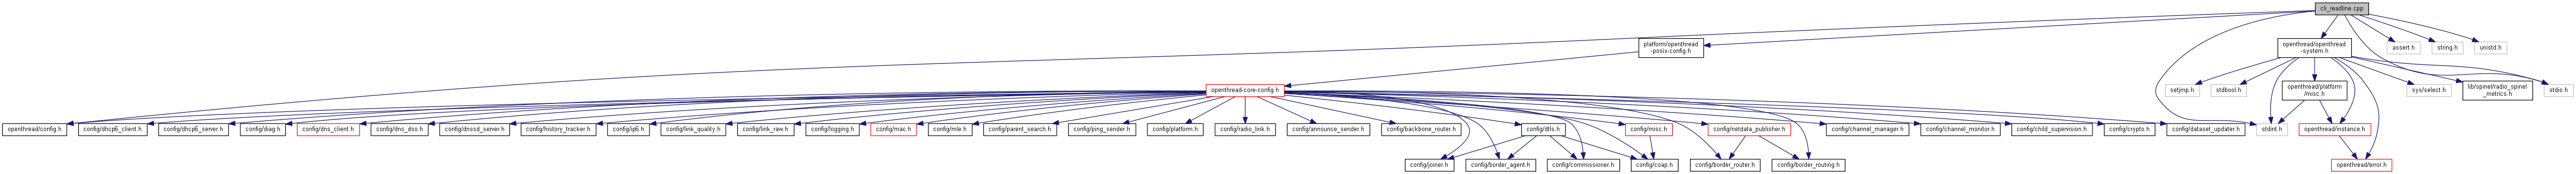 cli_readline.cpp
platform/openthread
-posix-config.h
openthread/openthread
-system.h
assert.h
string.h
unistd.h
openthread-core-config.h
setjmp.h
stdbool.h
openthread/platform
/misc.h
sys/select.h
lib/spinel/radio_spinel
_metrics.h
stdio.h
openthread/config.h
config/dhcp6_client.h
config/dhcp6_server.h
config/diag.h
config/dns_client.h
config/dns_dso.h
config/dnssd_server.h
config/history_tracker.h
config/ip6.h
config/link_quality.h
config/link_raw.h
config/logging.h
config/mac.h
config/mle.h
config/parent_search.h
config/ping_sender.h
config/platform.h
config/radio_link.h
config/announce_sender.h
config/backbone_router.h
config/dtls.h
config/misc.h
config/netdata_publisher.h
config/channel_manager.h
config/channel_monitor.h
config/child_supervision.h
config/crypto.h
config/dataset_updater.h
stdint.h
openthread/instance.h
config/joiner.h
config/border_agent.h
config/commissioner.h
config/coap.h
config/border_router.h
config/border_routing.h
openthread/error.h